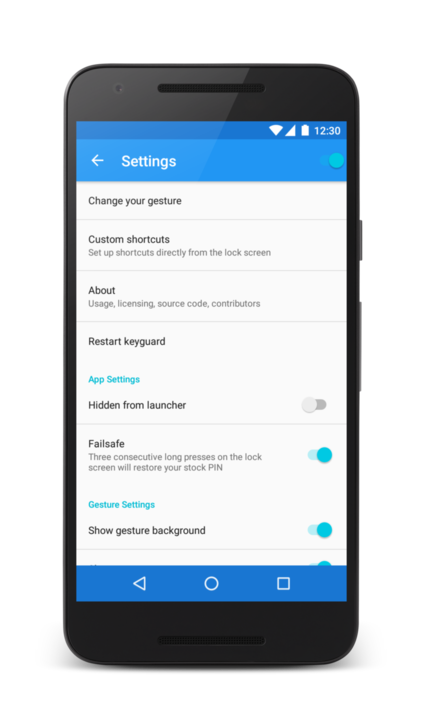 12:30
Settings
Change your gesture
Custom shortcuts
Set up shortcuts directly from the lock screen
About
Usage, licensing, source code, contributors
Restart keyguard
App Settings
Hidden from launcher
Failsafe
Three consecutive long presses on the lock
screen will restore your stock PIN
Gesture Settings
Show gesture background